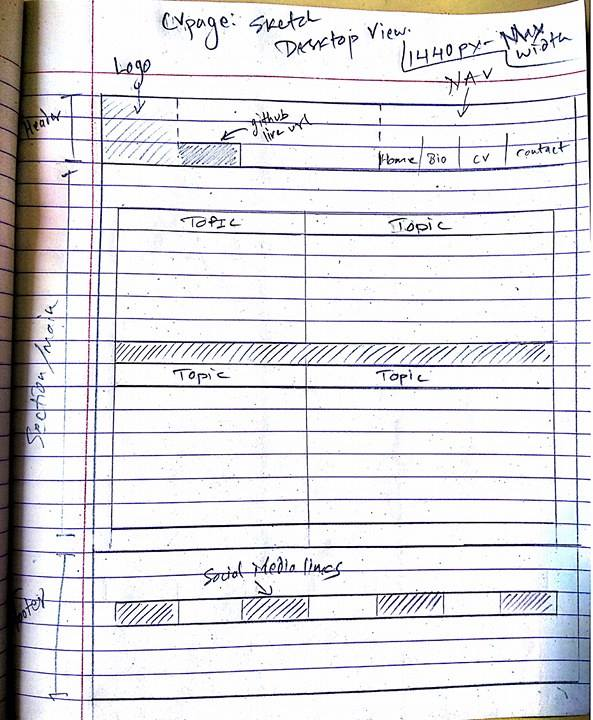 CVpage: Sketch
Desktop View.
1440px - Max
width
Logo
NAV
Header
github
live url
Home Bio CV contact
Topic Topic
Section/Main
Topic Topic
Social Media lines
Footer